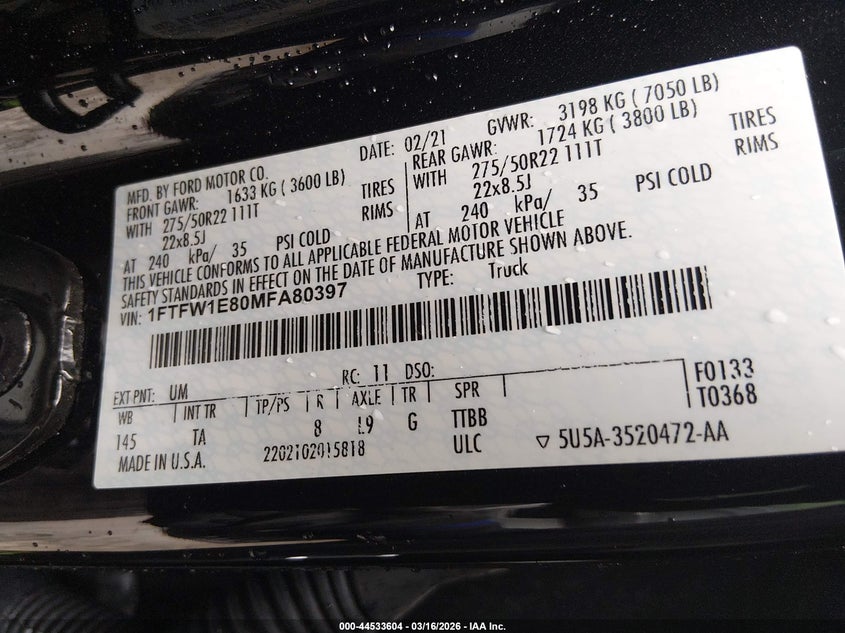 MFD. BY FORD MOTOR CO.
DATE: 02/21
GVWR: 3198 KG ( 7050 LB)
FRONT GAWR: 1633 KG ( 3600 LB)
REAR GAWR: 1724 KG ( 3800 LB)
WITH 275/50R22 111T TIRES
WITH 275/50R22 111T TIRES
22x8.5J RIMS
22x8.5J RIMS
AT 240 kPa/ 35 PSI COLD
AT 240 kPa/ 35 PSI COLD
THIS VEHICLE CONFORMS TO ALL APPLICABLE FEDERAL MOTOR VEHICLE
SAFETY STANDARDS IN EFFECT ON THE DATE OF MANUFACTURE SHOWN ABOVE.
VIN: 1FTFW1E80MFA80397
TYPE: Truck
F0133
T0368
EXT PNT: UM RC: 11 DSO:
WB INT TR TP/PS R AXLE TR SPR
145 TA 8 L9 G TTBB
MADE IN U.S.A. 2202102015818 ULC ▽ 5U5A-3520472-AA
000-44533604 | 03/16/2026 - IAA Inc.